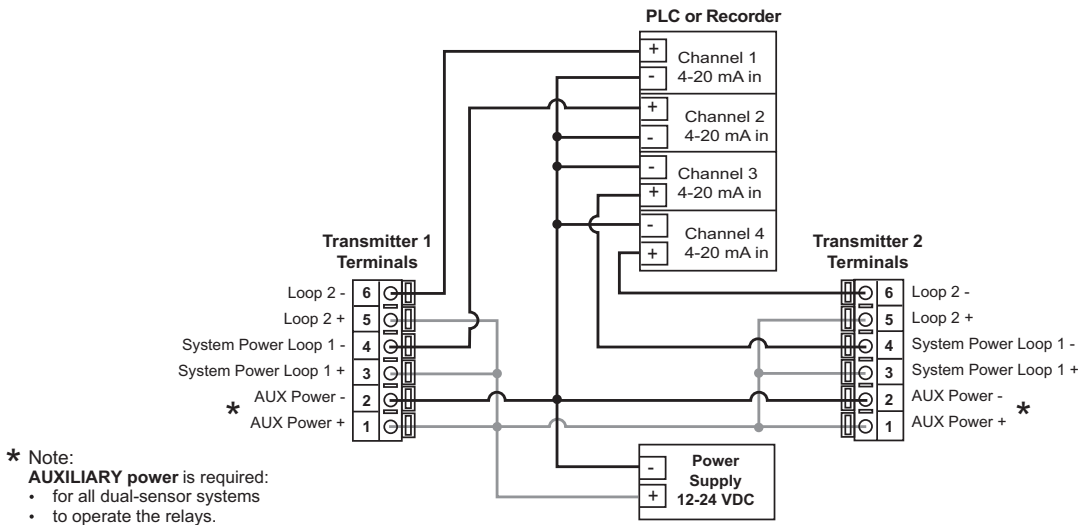 PLC or Recorder
+
Channel 1
-
4-20 mA in
+
Channel 2
-
4-20 mA in
-
Channel 3
+
4-20 mA in
-
Channel 4
+
4-20 mA in
Transmitter 1
Terminals
Loop 2 - 6
Loop 2 + 5
System Power Loop 1 - 4
System Power Loop 1 + 3
AUX Power - 2
*
AUX Power + 1
Transmitter 2
Terminals
6 Loop 2 -
5 Loop 2 +
4 System Power Loop 1 -
3 System Power Loop 1 +
2 AUX Power -
*
1 AUX Power +
-
+
Power
Supply
12-24 VDC
* Note:
AUXILIARY power is required:
• for all dual-sensor systems
• to operate the relays.